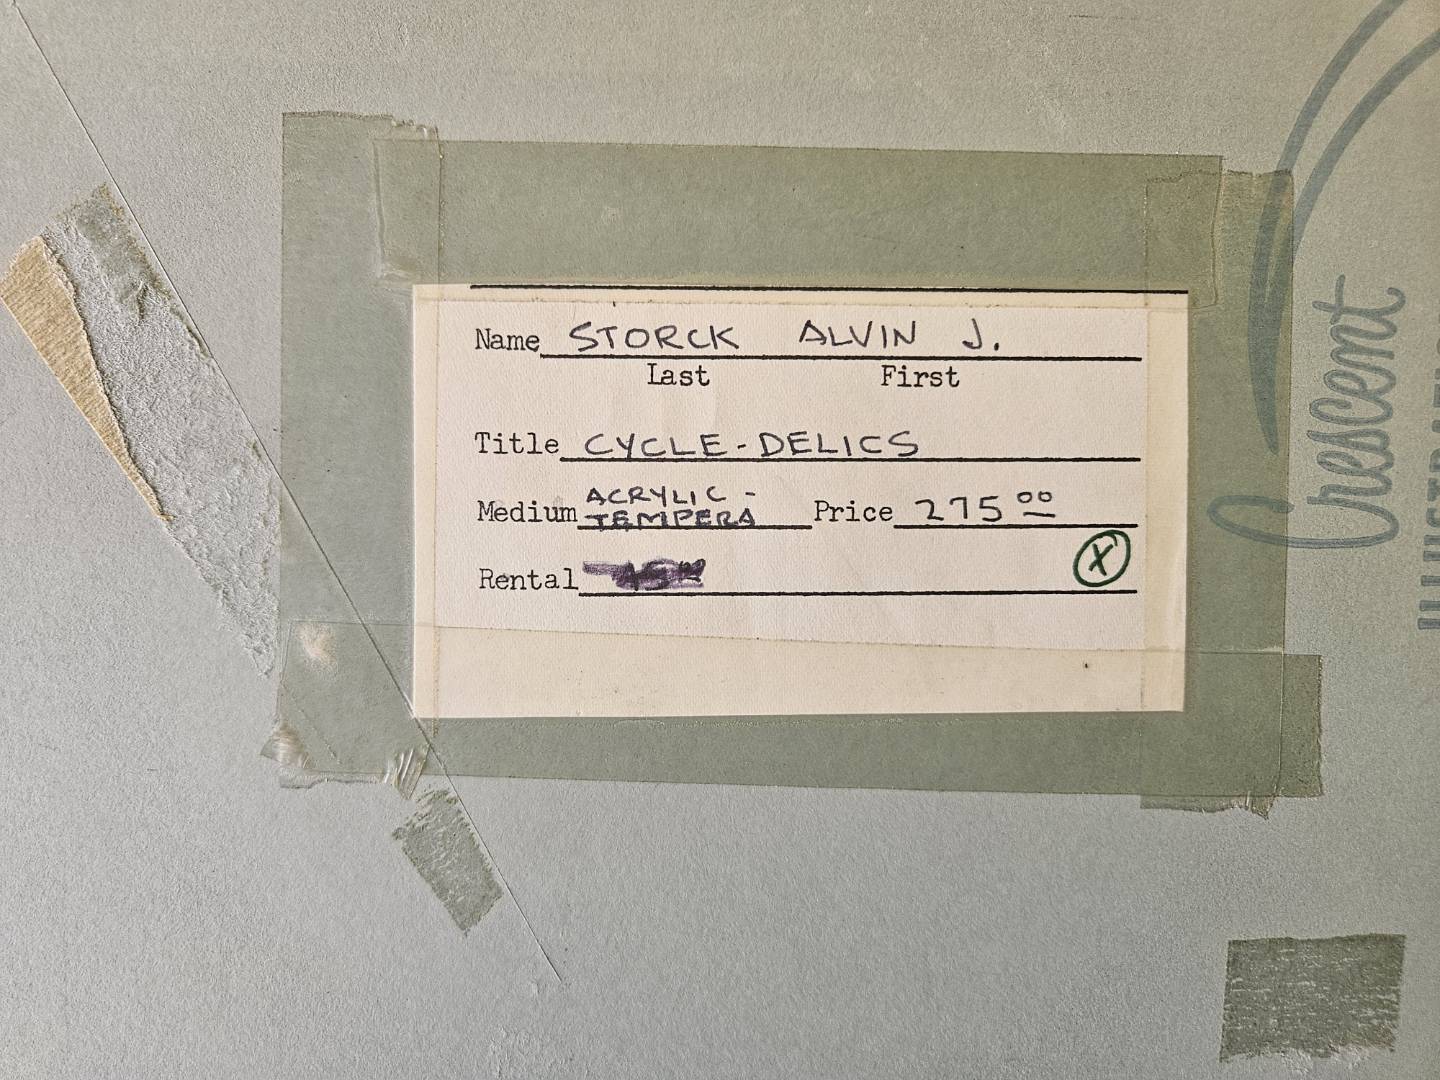 Name STORCK ALVIN J.
Last First
Title CYCLE-DELICS
Medium ACRYLIC - TEMPERA Price 275 00
Rental
X
Crescent